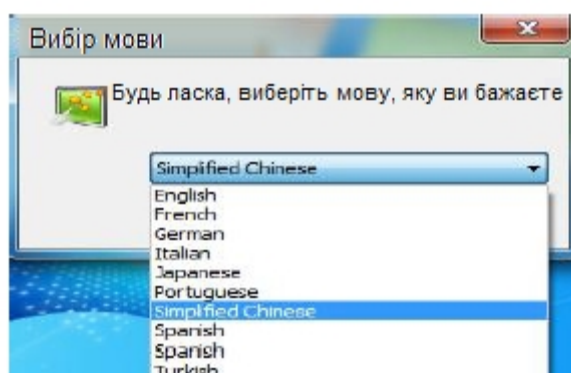 Вибір мови
Будь ласка, виберіть мову, яку ви бажаєте
Simplified Chinese
English
French
German
Italian
Japanese
Portuguese
Simplified Chinese
Spanish
Spanish
Turkish